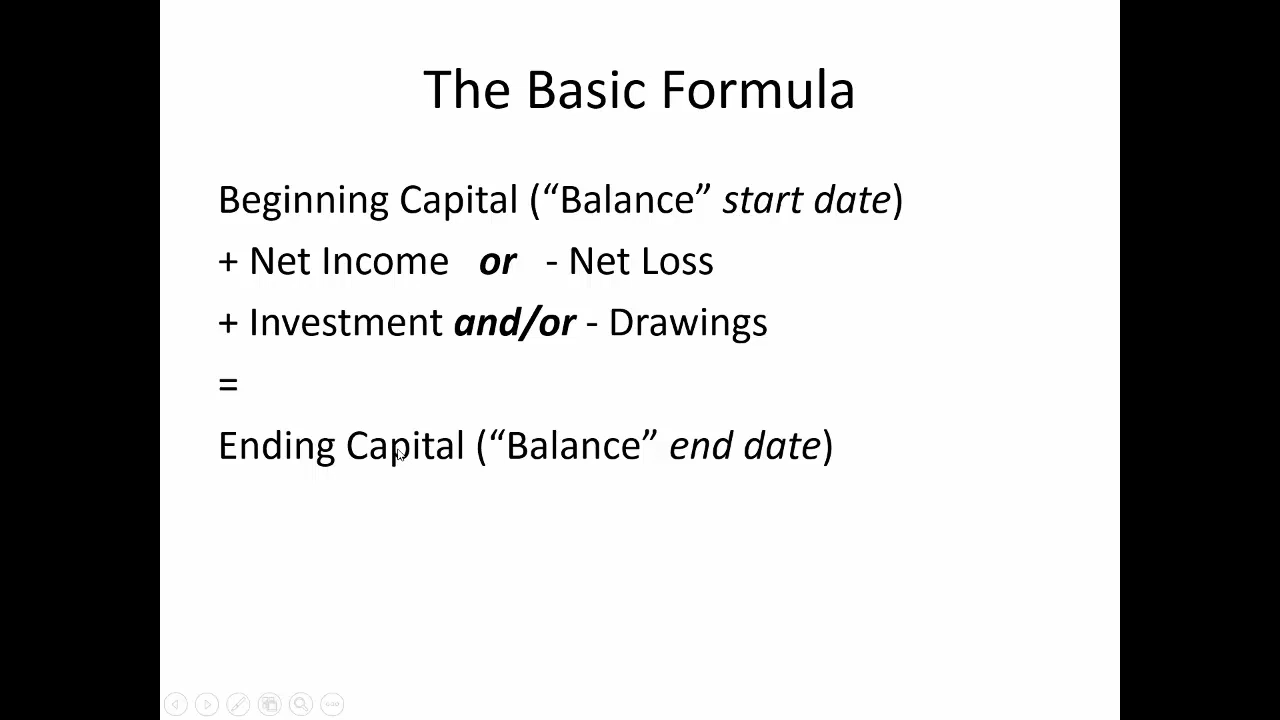 The Basic Formula
Beginning Capital (“Balance” start date)
+ Net Income or - Net Loss
+ Investment and/or - Drawings
=
Ending Capital (“Balance” end date)